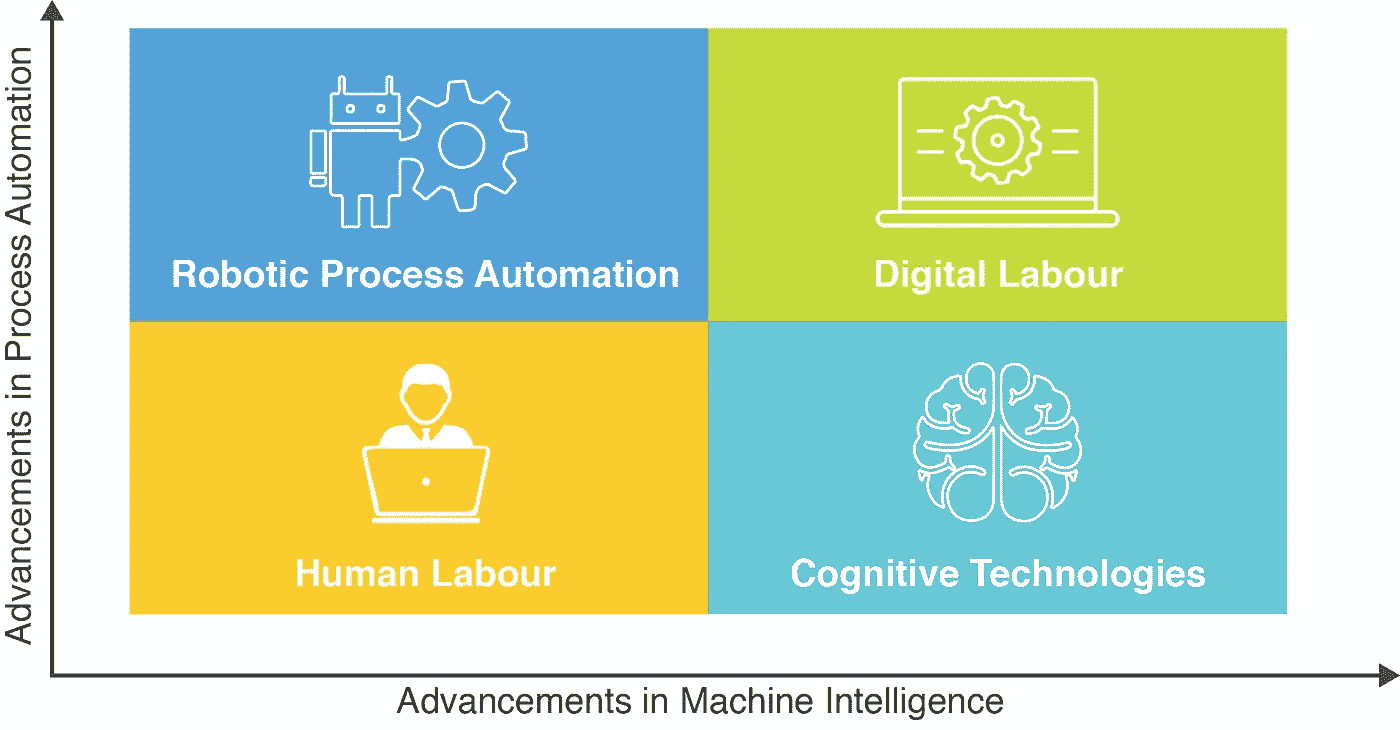 Advancements in Process Automation
Robotic Process Automation
Digital Labour
Human Labour
Cognitive Technologies
Advancements in Machine Intelligence